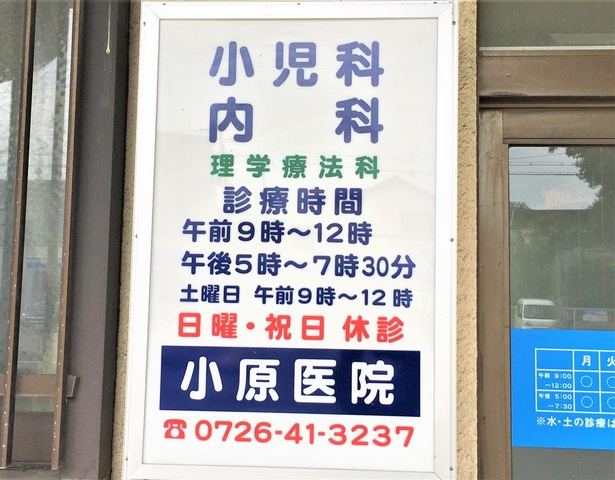 小児科
内科
理学療法科
診療時間
午前9時～12時
午後5時～7時30分
土曜日 午前9時～12時
日曜・祝日 休診
小原医院
☎0726-41-3237
月 火
午前 9:00 ～12:00 ○ ○
午後 5:00 ～7:30 ○ ○
※水・土の診療は